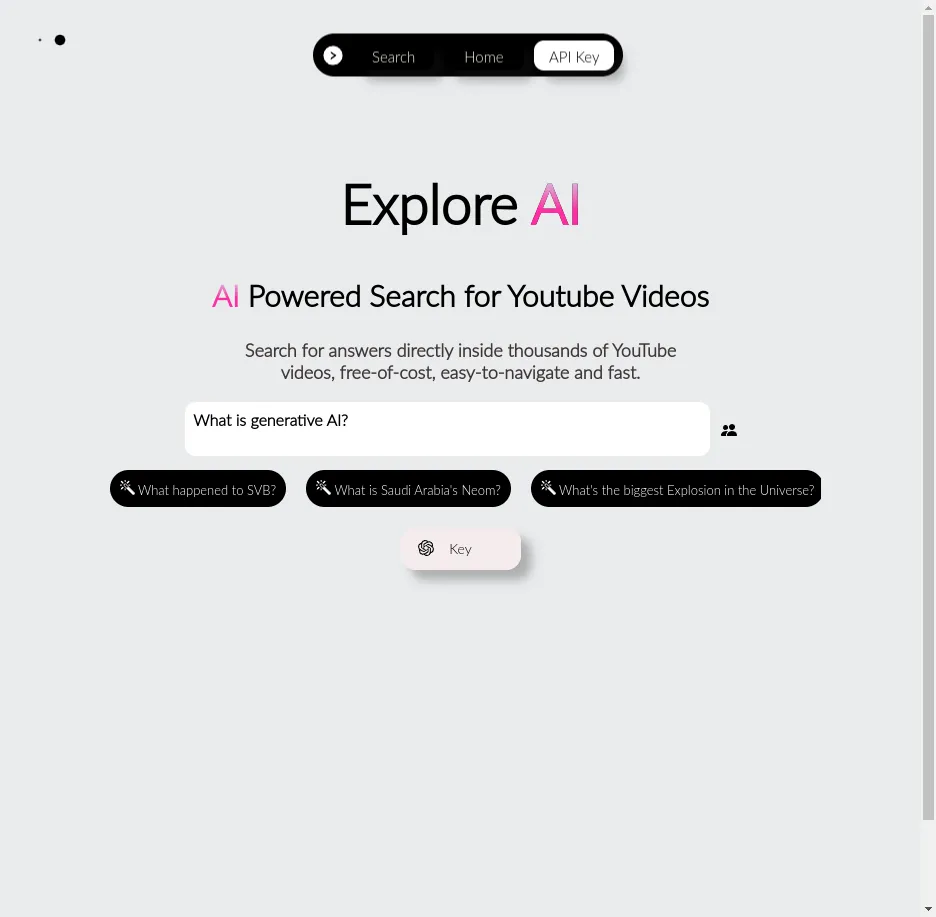 Search Home API Key
Explore AI
AI Powered Search for Youtube Videos
Search for answers directly inside thousands of YouTube
videos, free-of-cost, easy-to-navigate and fast.
What is generative AI?
What happened to SVB? What is Saudi Arabia's Neom? What's the biggest Explosion in the Universe?
Key